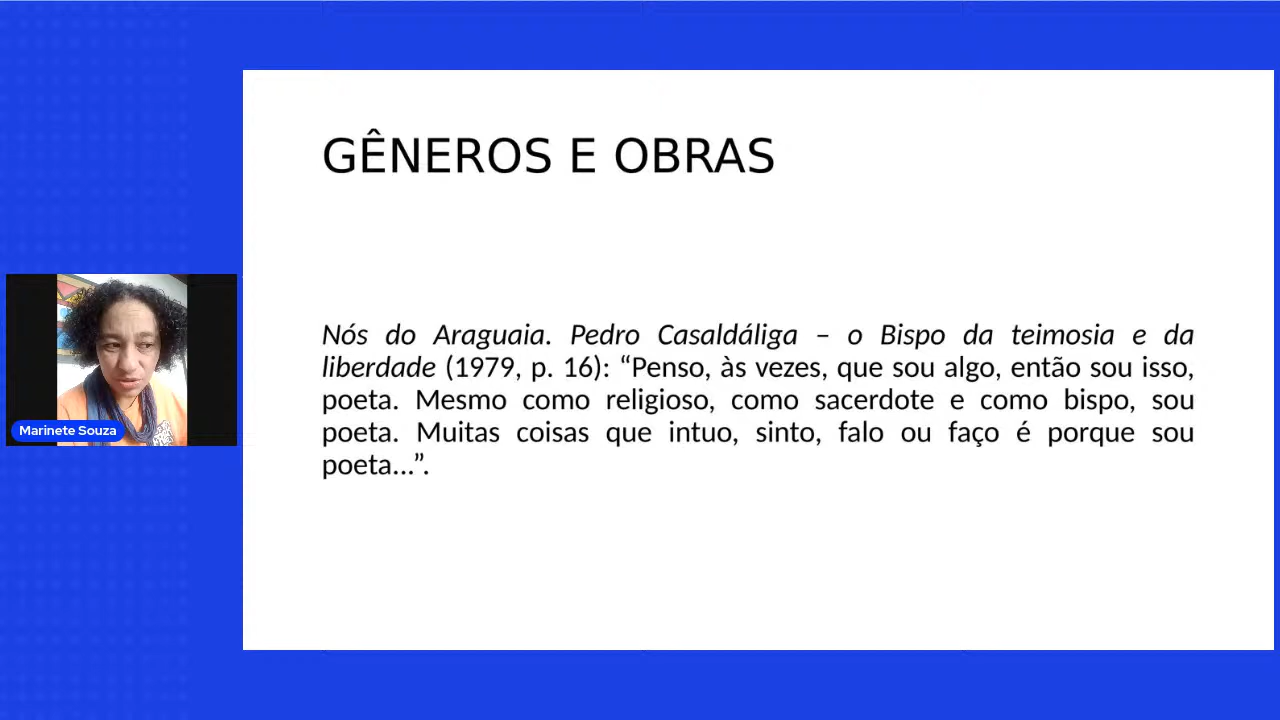 GÊNEROS E OBRAS
Nós do Araguaia. Pedro Casaldáliga – o Bispo da teimosia e da
liberdade (1979, p. 16): “Penso, às vezes, que sou algo, então sou isso,
poeta. Mesmo como religioso, como sacerdote e como bispo, sou
poeta. Muitas coisas que intuo, sinto, falo ou faço é porque sou
poeta...”.
Marinete Souza